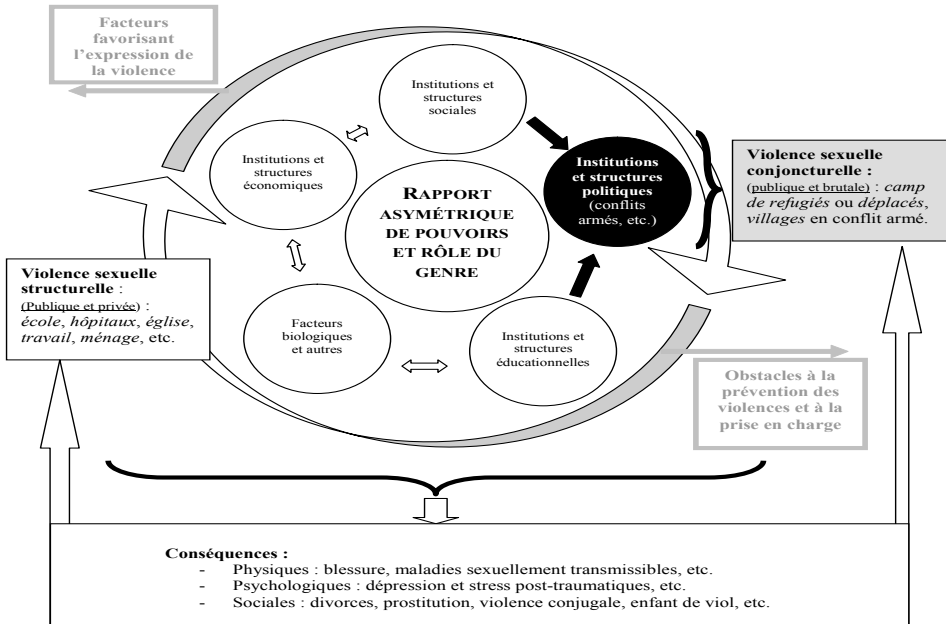 Facteurs
favorisant
l'expression de
la violence
Institutions et
structures
sociales
Institutions et
structures
économiques
Institutions
et structures
politiques
(conflits
armés, etc.)
RAPPORT
ASYMÉTRIQUE
DE POUVOIRS
ET RÔLE DU
GENRE
Violence sexuelle
conjoncturelle :
(publique et brutale) : camp
de refugiés ou déplacés,
villages en conflit armé.
Violence sexuelle
structurelle :
(Publique et privée) :
école, hôpitaux, église,
travail, ménage, etc.
Facteurs
biologiques
et autres
Institutions et
structures
éducationnelles
Obstacles à la
prévention des
violences et à la
prise en charge
Conséquences :
- Physiques : blessure, maladies sexuellement transmissibles, etc.
- Psychologiques : dépression et stress post-traumatiques, etc.
- Sociales : divorces, prostitution, violence conjugale, enfant de viol, etc.